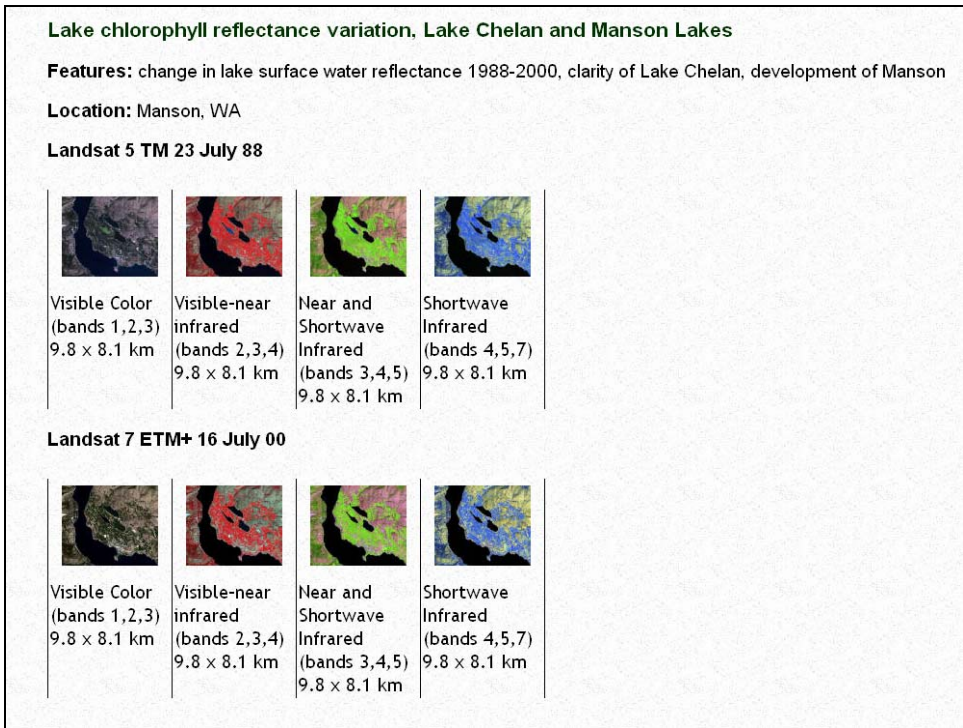 Lake chlorophyll reflectance variation, Lake Chelan and Manson Lakes
Features: change in lake surface water reflectance 1988-2000, clarity of Lake Chelan, development of Manson
Location: Manson, WA
Landsat 5 TM 23 July 88
Visible Color
(bands 1,2,3)
9.8 x 8.1 km
Visible-near
infrared
(bands 2,3,4)
9.8 x 8.1 km
Near and
Shortwave
Infrared
(bands 3,4,5)
9.8 x 8.1 km
Shortwave
Infrared
(bands 4,5,7)
9.8 x 8.1 km
Landsat 7 ETM+ 16 July 00
Visible Color
(bands 1,2,3)
9.8 x 8.1 km
Visible-near
infrared
(bands 2,3,4)
9.8 x 8.1 km
Near and
Shortwave
Infrared
(bands 3,4,5)
9.8 x 8.1 km
Shortwave
Infrared
(bands 4,5,7)
9.8 x 8.1 km